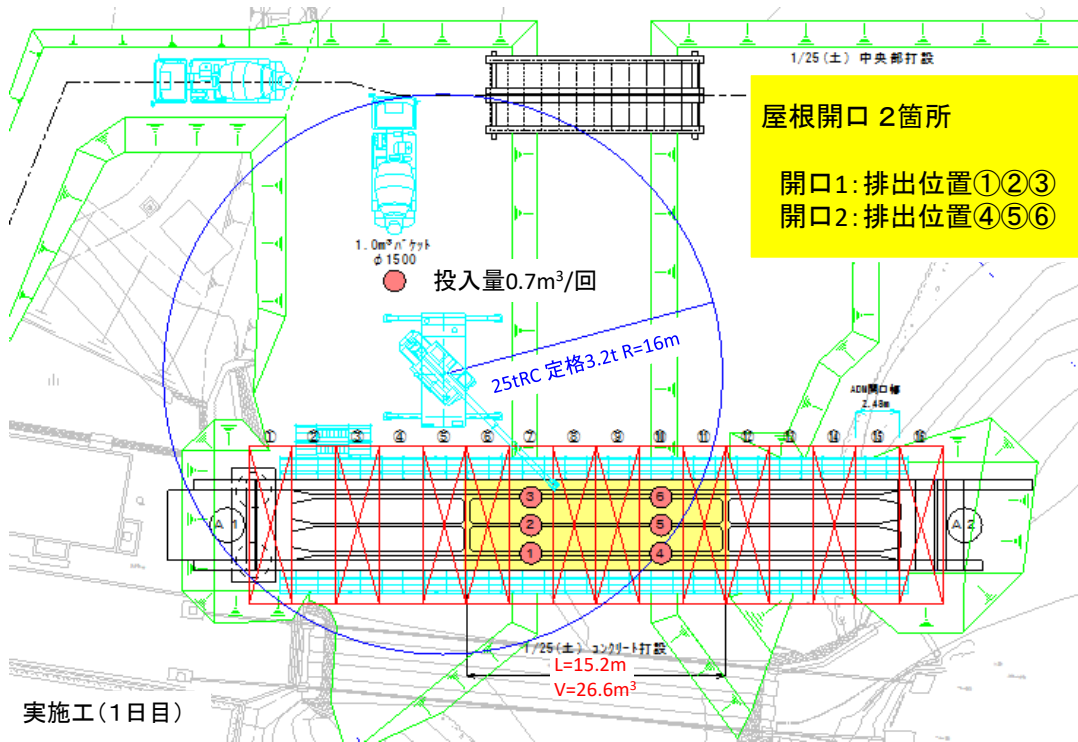 1/25(土) 中央部打設
屋根開口 2箇所
開口1:排出位置①②③
開口2:排出位置④⑤⑥
1.0m³バケット
φ1500
投入量0.7m³/回
25tRC 定格3.2t R=16m
ADM開口幅
2.48m
① ② ③ ④ ⑤ ⑥ ⑦ ⑧ ⑨ ⑩ ⑪ ⑫ ⑬ ⑭ ⑮ ⑯
3 6
A1 2 5 A2
1 4
1/25(土) コンクリート打設
L=15.2m
V=26.6m³
実施工(1日目)